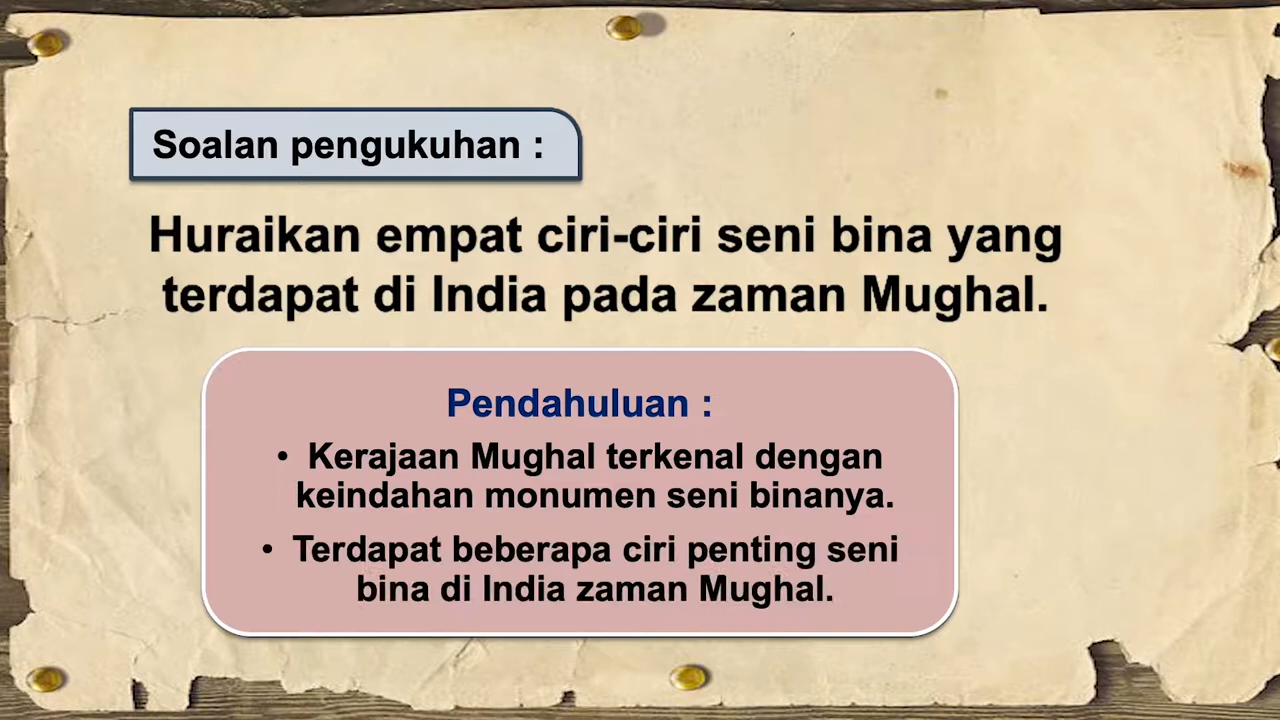 Soalan pengukuhan :
Huraikan empat ciri-ciri seni bina yang
terdapat di India pada zaman Mughal.
Pendahuluan :
• Kerajaan Mughal terkenal dengan
keindahan monumen seni binanya.
• Terdapat beberapa ciri penting seni
bina di India zaman Mughal.